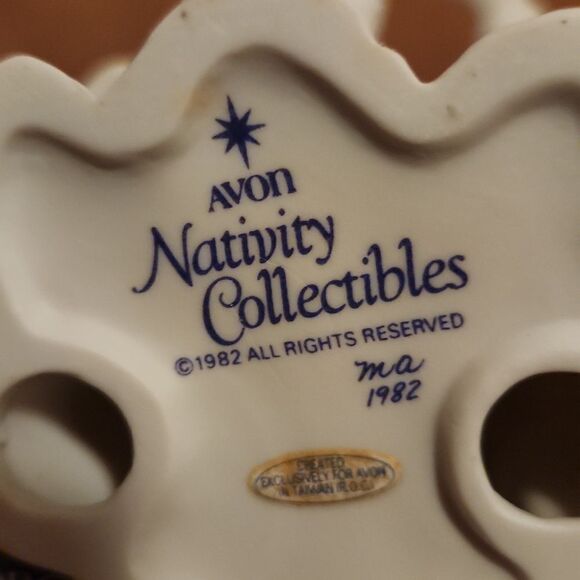 AVON
Nativity
Collectibles
©1982 ALL RIGHTS RESERVED
ma
1982
CREATED
EXCLUSIVELY FOR AVON
IN TAIWAN (R.O.C.)